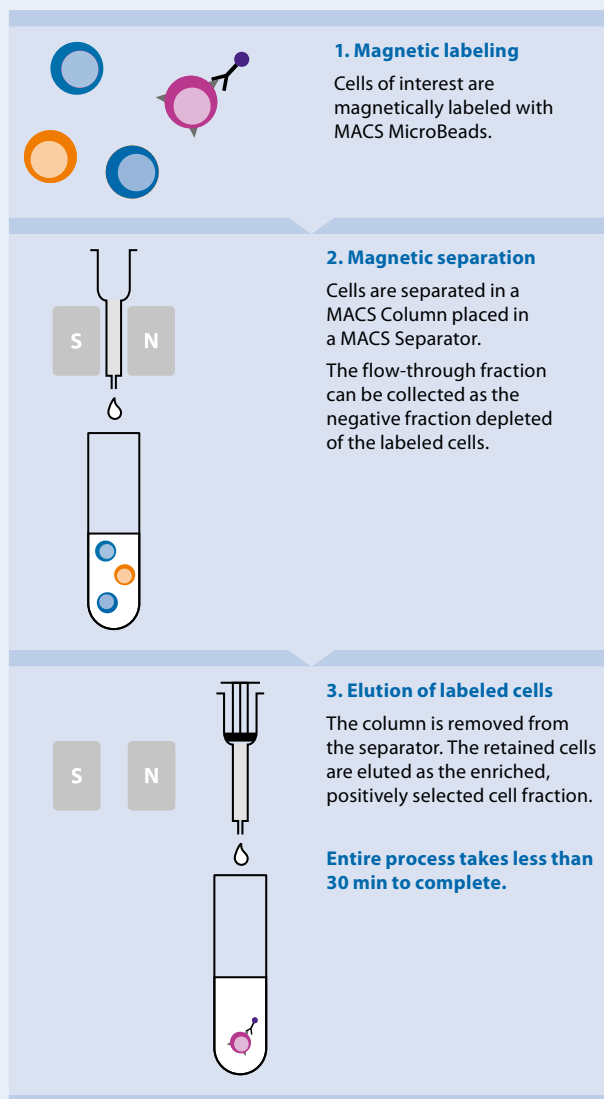 1. Magnetic labeling
Cells of interest are
magnetically labeled with
MACS MicroBeads.
2. Magnetic separation
Cells are separated in a
MACS Column placed in
a MACS Separator.
The flow-through fraction
can be collected as the
negative fraction depleted
of the labeled cells.
S N
3. Elution of labeled cells
The column is removed from
the separator. The retained cells
are eluted as the enriched,
positively selected cell fraction.
S N
Entire process takes less than
30 min to complete.